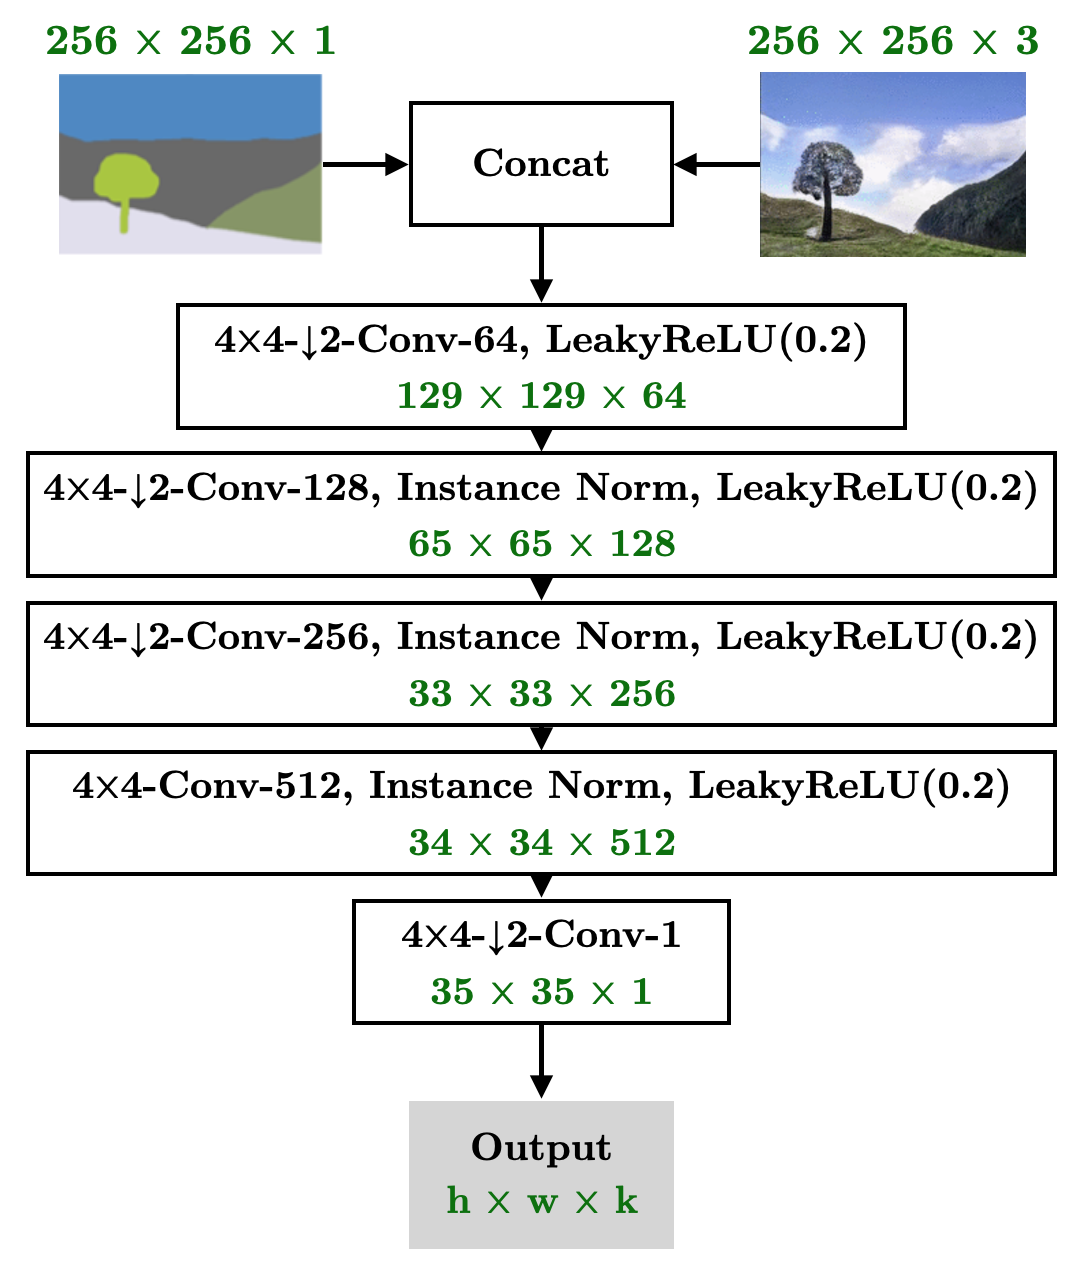 256 × 256 × 1
256 × 256 × 3
Concat
4×4-↓2-Conv-64, LeakyReLU(0.2)
129 × 129 × 64
4×4-↓2-Conv-128, Instance Norm, LeakyReLU(0.2)
65 × 65 × 128
4×4-↓2-Conv-256, Instance Norm, LeakyReLU(0.2)
33 × 33 × 256
4×4-Conv-512, Instance Norm, LeakyReLU(0.2)
34 × 34 × 512
4×4-↓2-Conv-1
35 × 35 × 1
Output
h × w × k